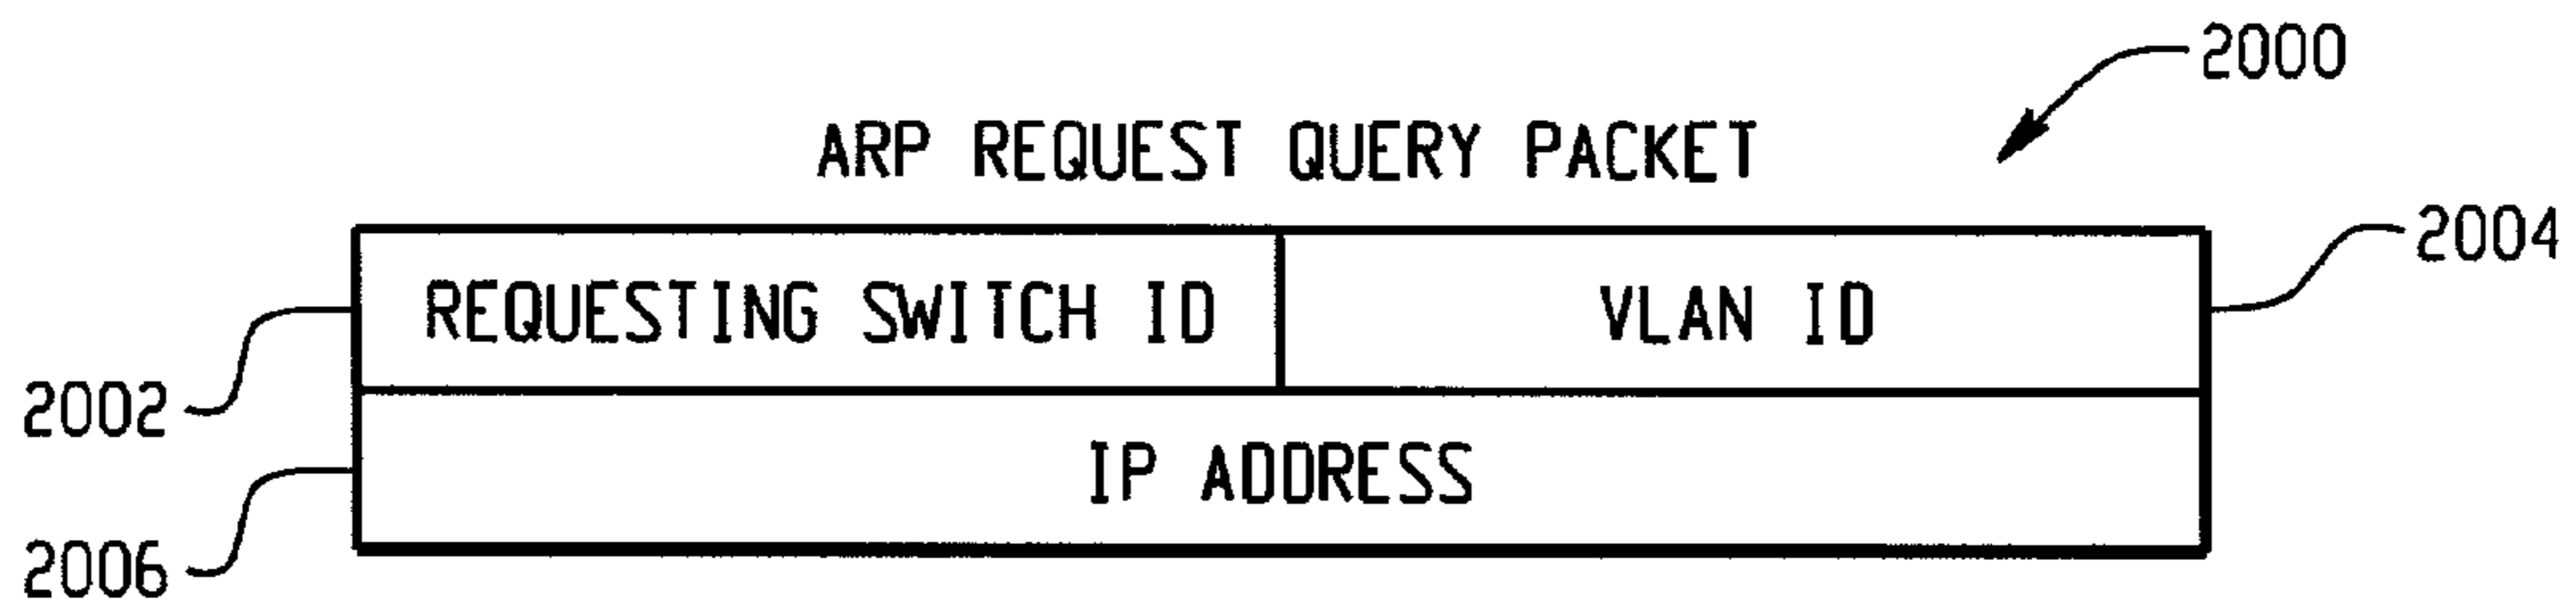 2000
ARP REQUEST QUERY PACKET
2004
REQUESTING SWITCH ID VLAN ID
2002
IP ADDRESS
2006